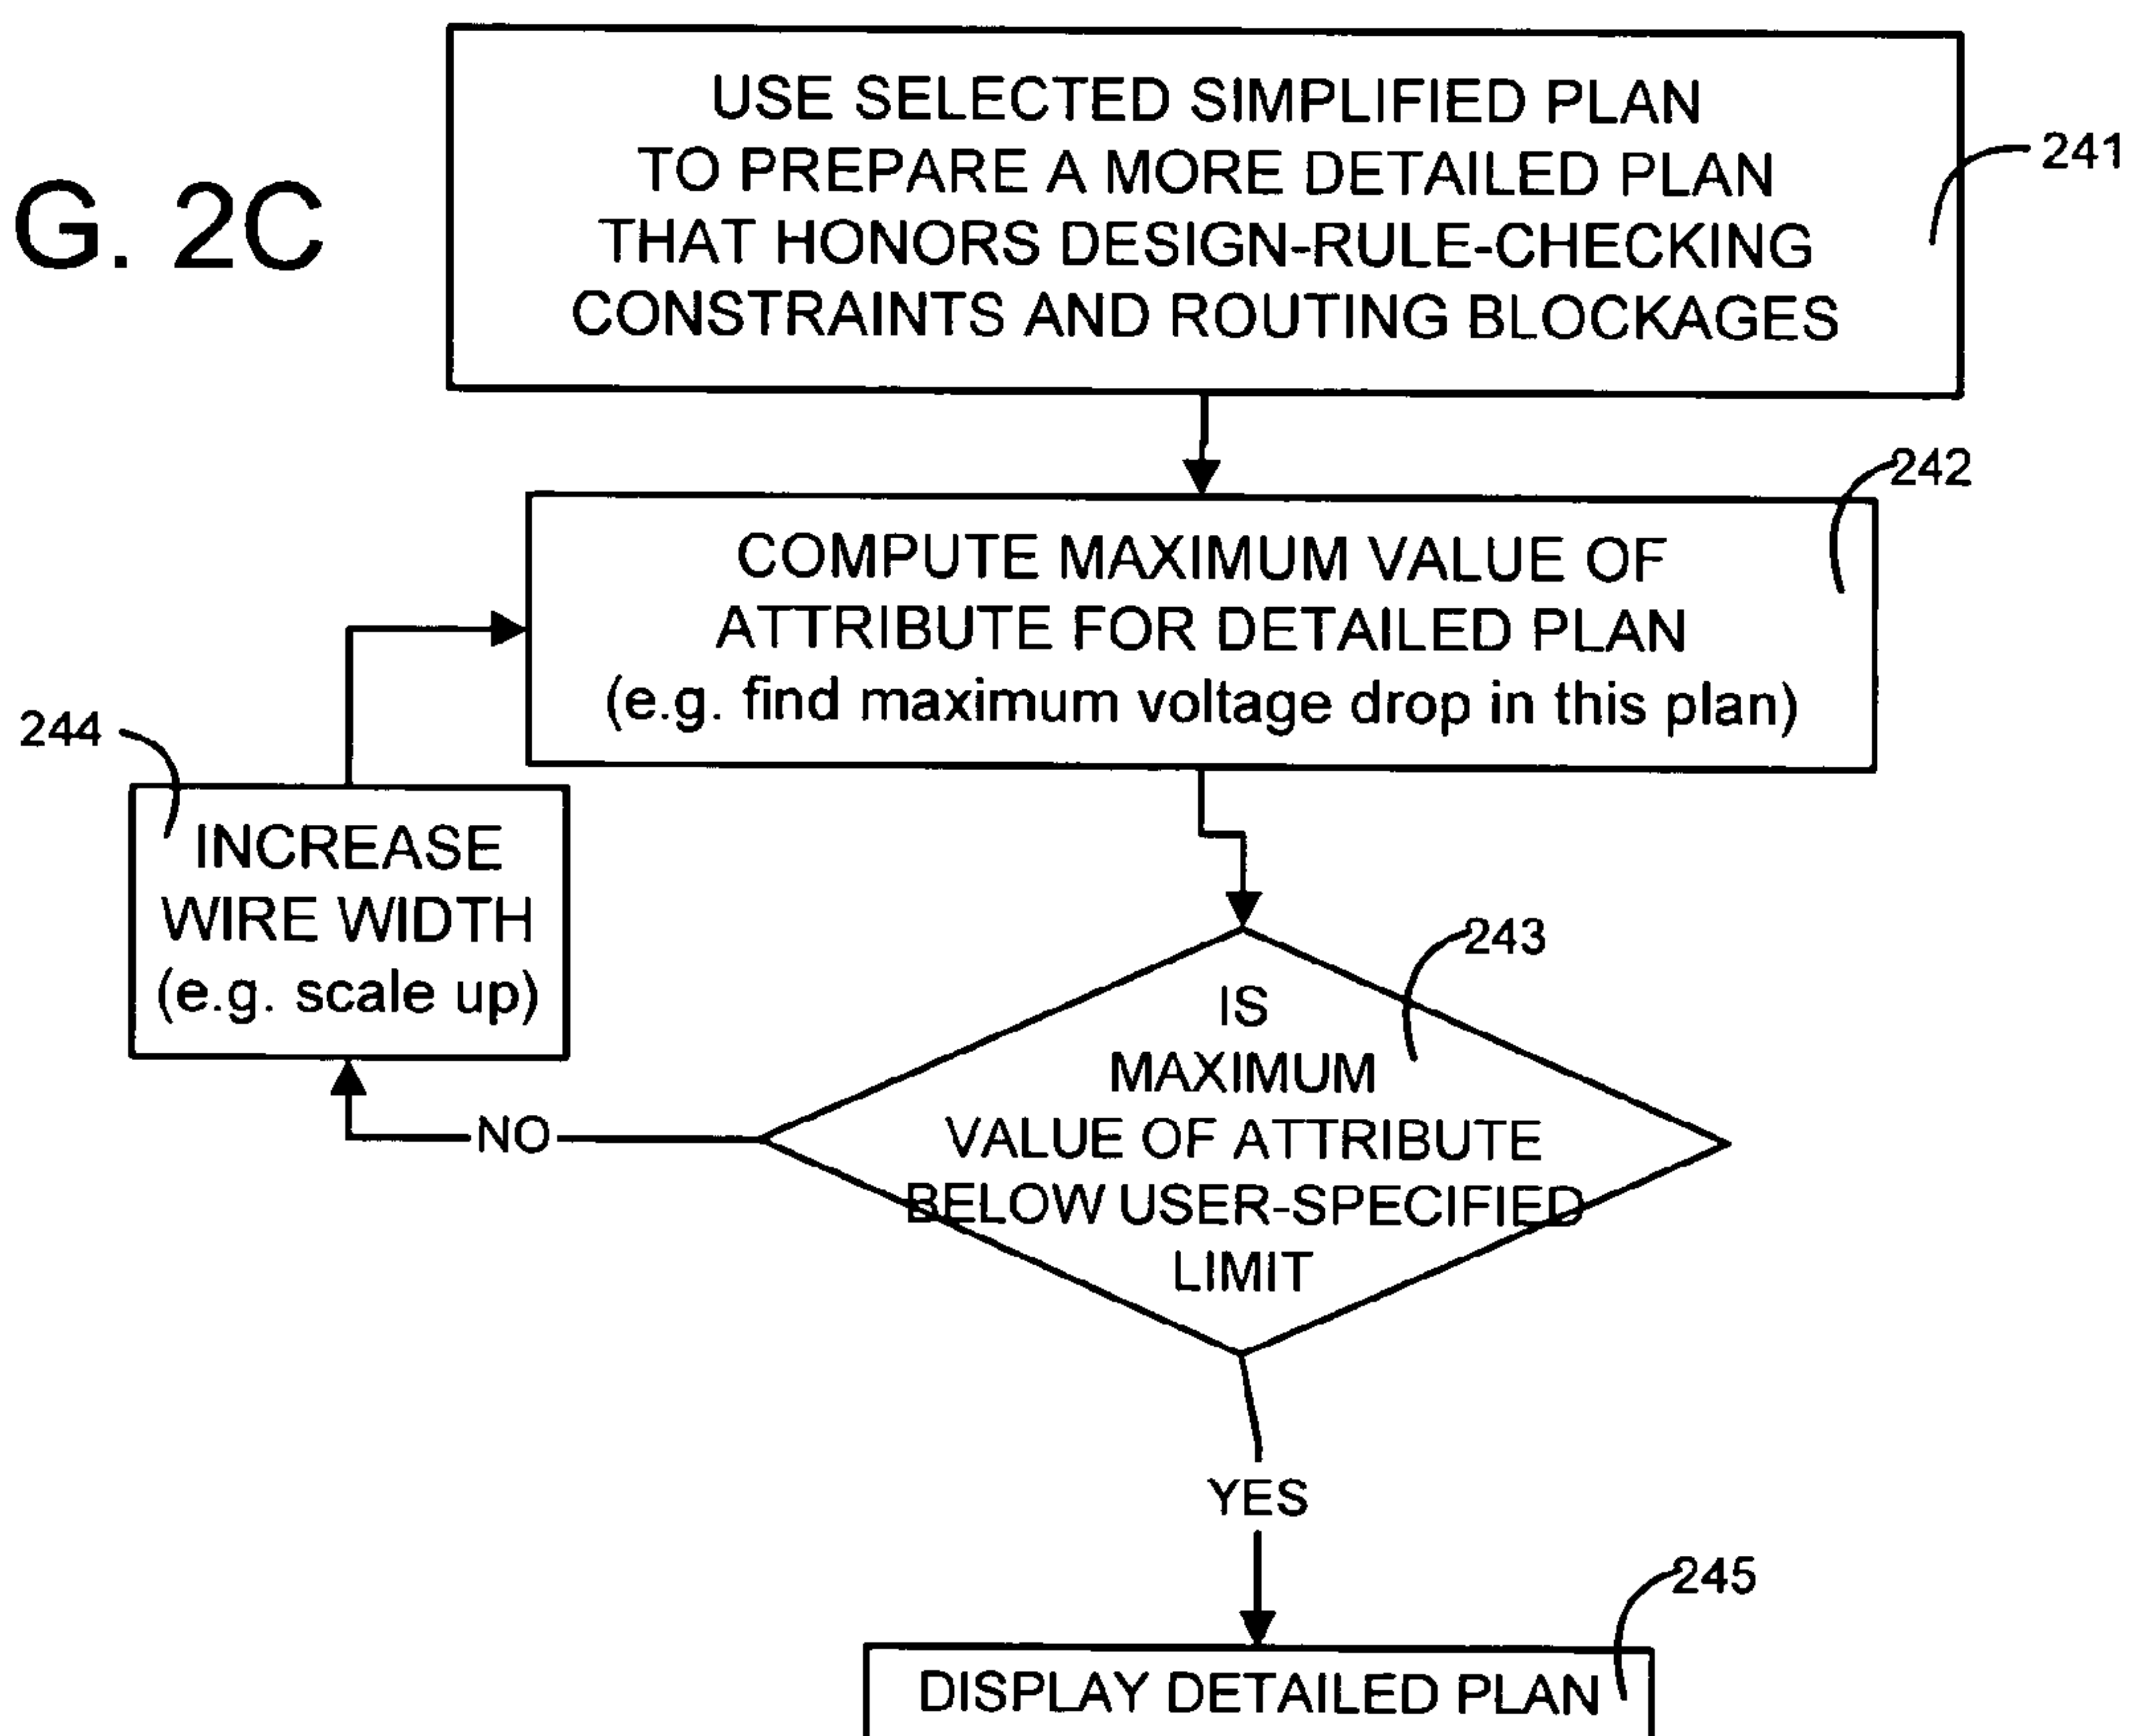 USE SELECTED SIMPLIFIED PLAN
TO PREPARE A MORE DETAILED PLAN
THAT HONORS DESIGN-RULE-CHECKING
CONSTRAINTS AND ROUTING BLOCKAGES
241
G. 2C
242
COMPUTE MAXIMUM VALUE OF
ATTRIBUTE FOR DETAILED PLAN
(e.g. find maximum voltage drop in this plan)
244
INCREASE
WIRE WIDTH
(e.g. scale up)
243
IS
MAXIMUM
VALUE OF ATTRIBUTE
BELOW USER-SPECIFIED
LIMIT
NO
YES
245
DISPLAY DETAILED PLAN